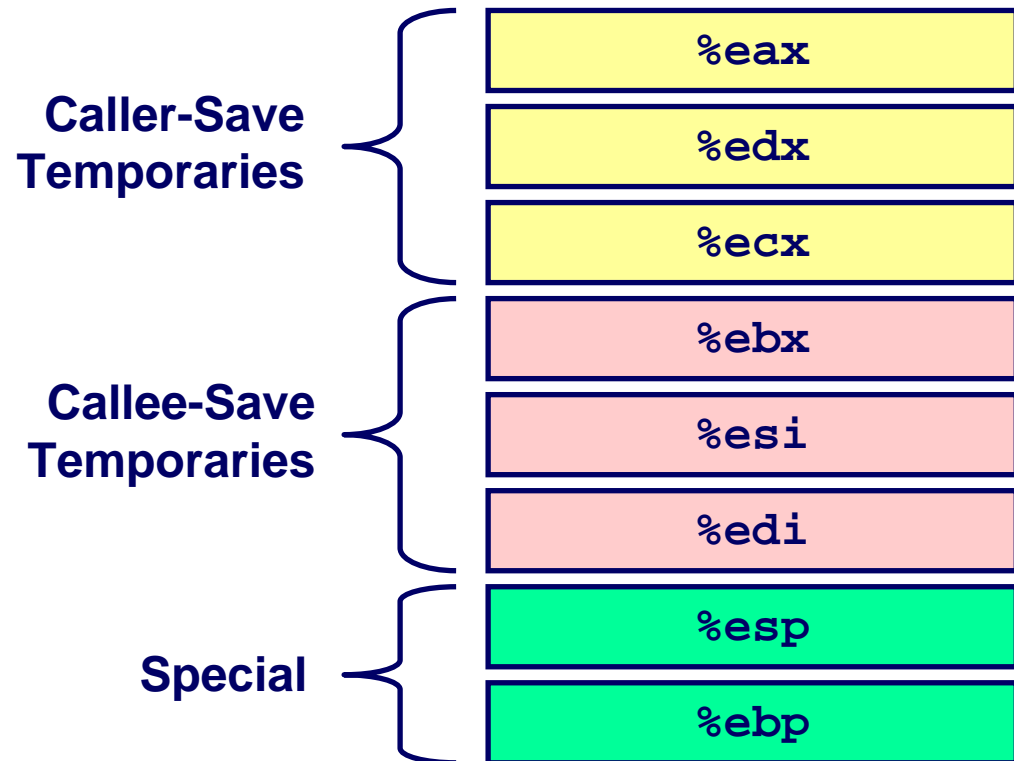 Caller-Save
Temporaries
%eax
%edx
%ecx
Callee-Save
Temporaries
%ebx
%esi
%edi
Special
%esp
%ebp